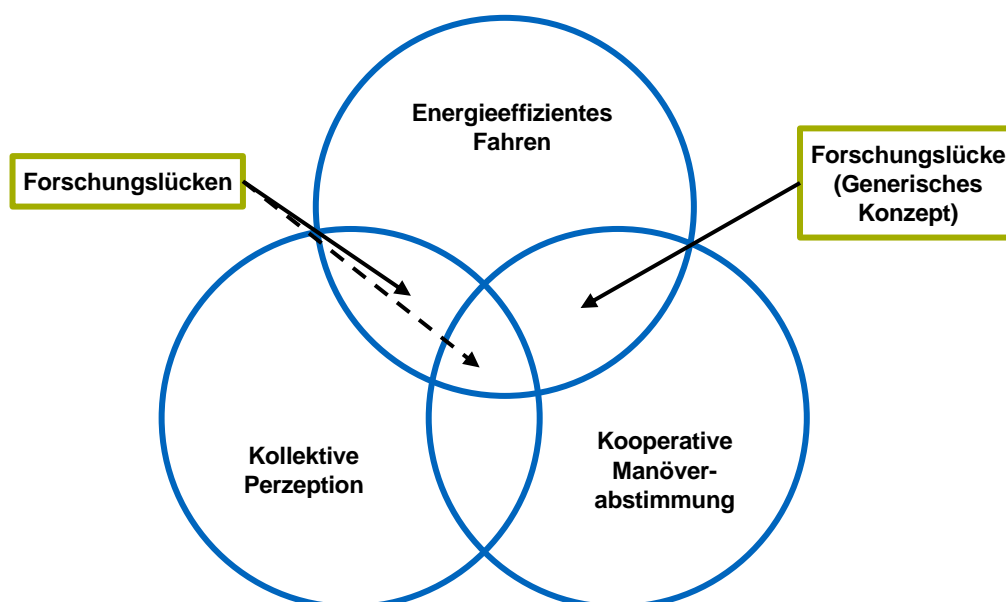 Energieeffizientes
Fahren
Forschungslücken
Forschungslücke
(Generisches
Konzept)
Kollektive
Perzeption
Kooperative
Manöver-
abstimmung